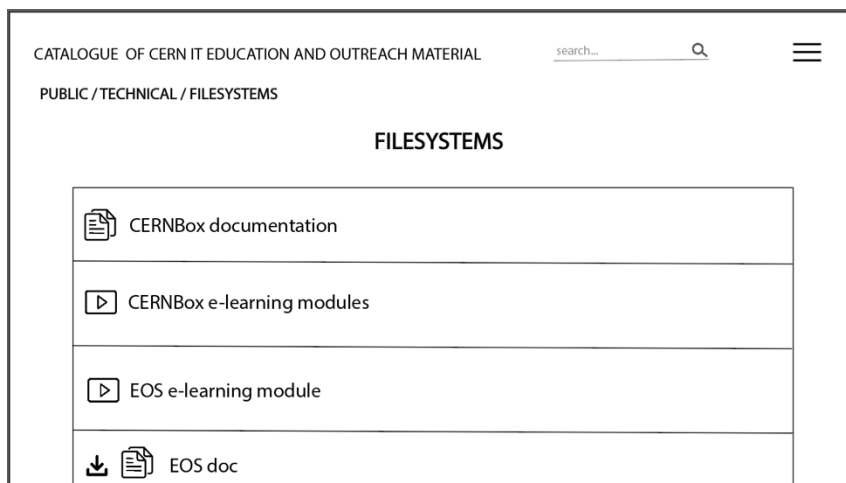 CATALOGUE OF CERN IT EDUCATION AND OUTREACH MATERIAL
search...
PUBLIC / TECHNICAL / FILESYSTEMS
FILESYSTEMS
CERNBox documentation
CERNBox e-learning modules
EOS e-learning module
EOS doc